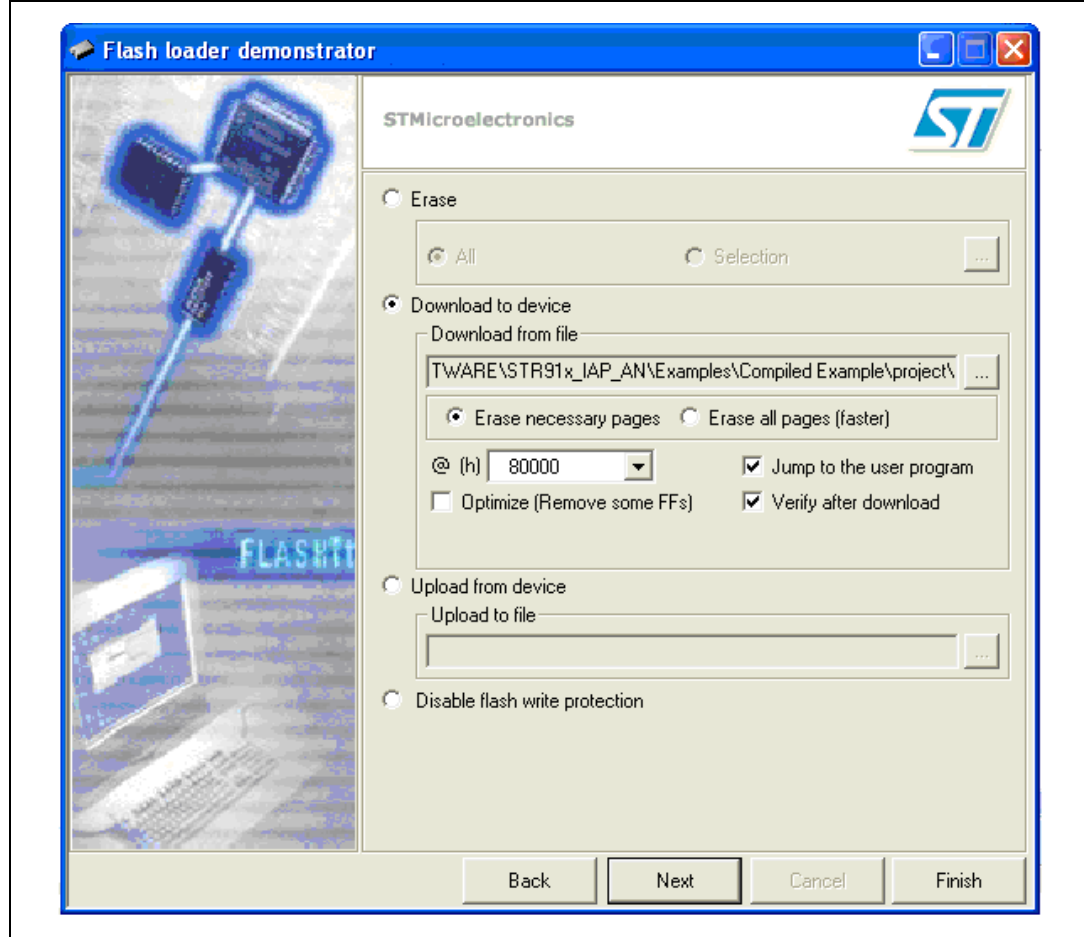 Flash loader demonstrator
STMicroelectronics
ST
Erase
All Selection ...
Download to device
Download from file
TWARE\STR91x_IAP_AN\Examples\Compiled Example\project\ ...
Erase necessary pages Erase all pages (faster)
@ (h) 80000 Jump to the user program
Optimize (Remove some FFs) Verify after download
Upload from device
Upload to file
...
Disable flash write protection
Back Next Cancel Finish